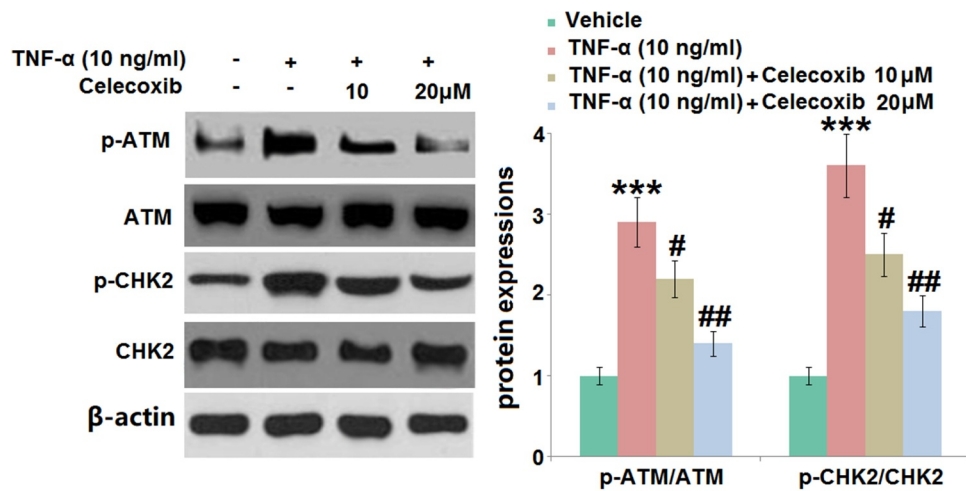 TNF-α (10 ng/ml) - + + +
Celecoxib - - 10 20μM
p-ATM
ATM
p-CHK2
CHK2
β-actin
Vehicle
TNF-α (10 ng/ml)
TNF-α (10 ng/ml) + Celecoxib 10 μM
TNF-α (10 ng/ml) + Celecoxib 20μM
protein expressions
4
3
2
1
0
*** # ##
*** # ##
p-ATM/ATM p-CHK2/CHK2